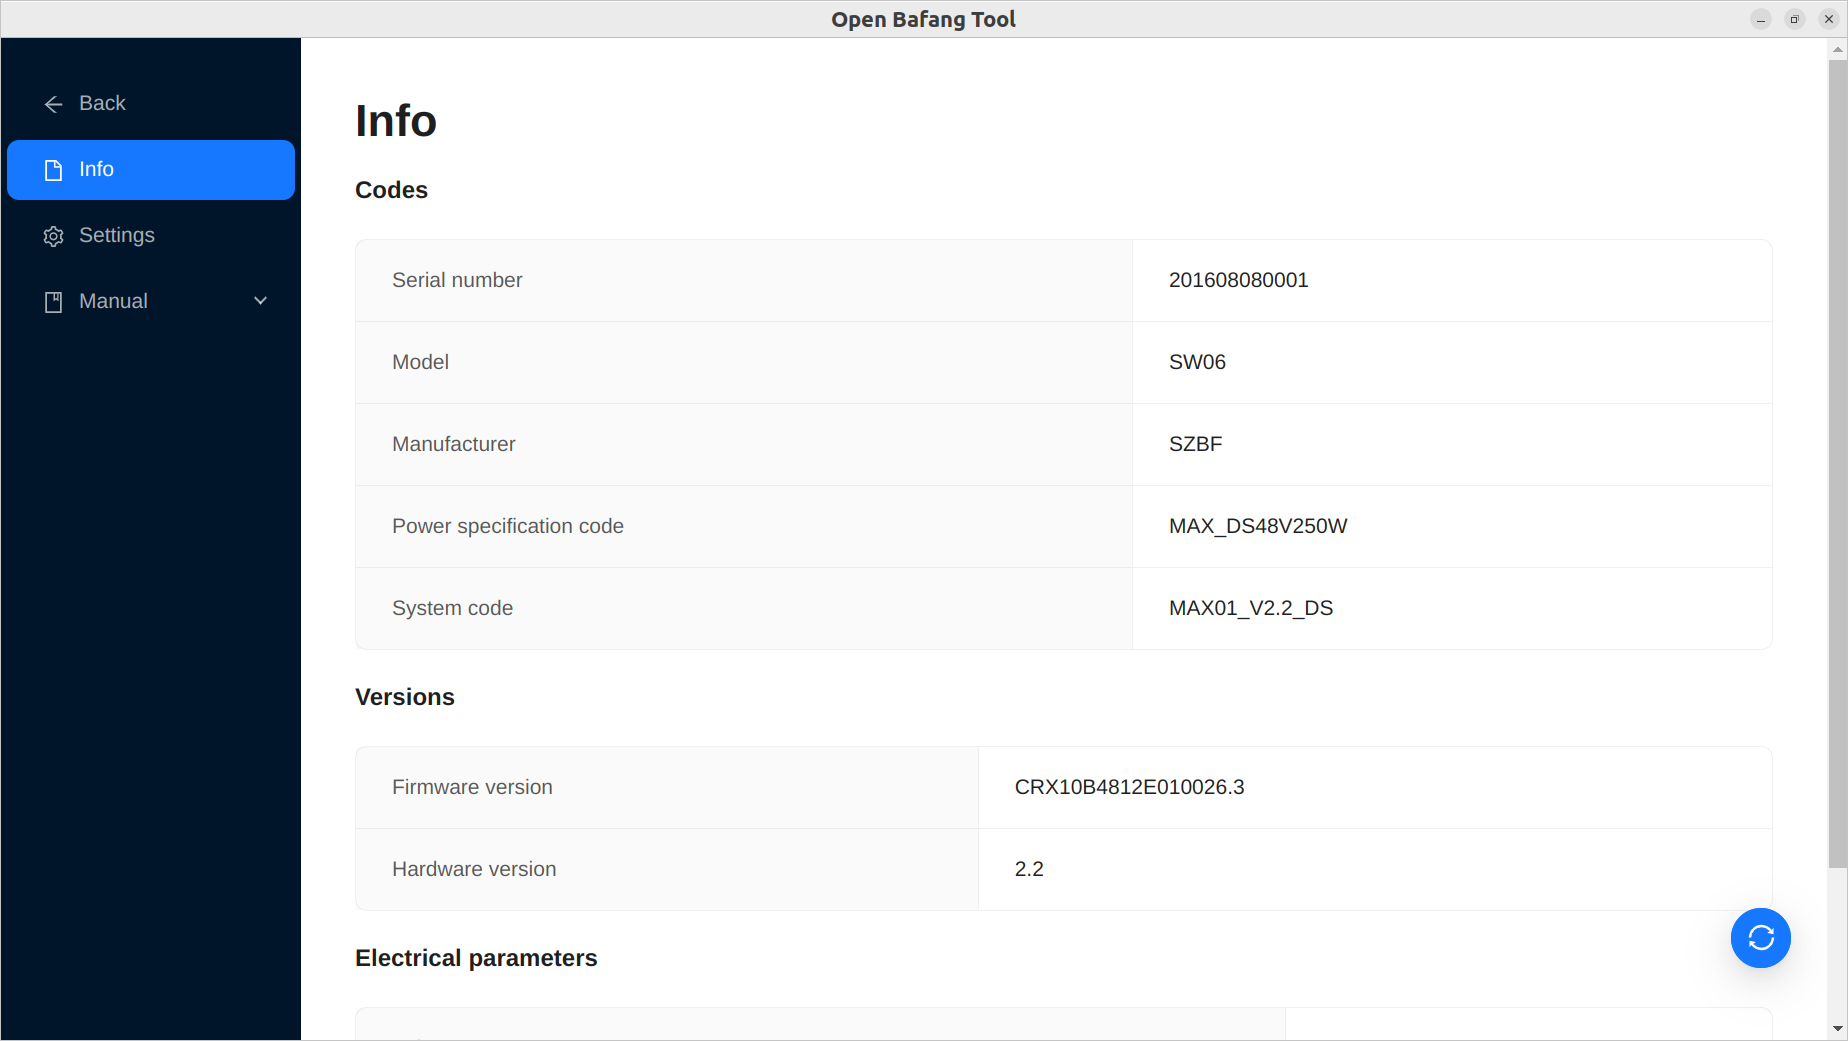 Open Bafang Tool
Back
Info
Settings
Manual
Info
Codes
Serial number 201608080001
Model SW06
Manufacturer SZBF
Power specification code MAX_DS48V250W
System code MAX01_V2.2_DS
Versions
Firmware version CRX10B4812E010026.3
Hardware version 2.2
Electrical parameters